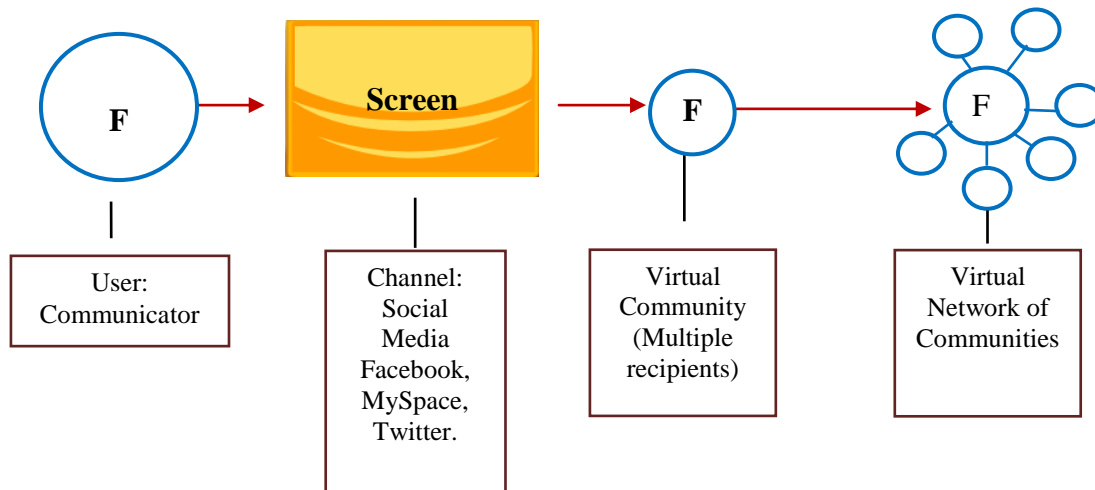 F
Screen
F
F
User:
Communicator
Channel:
Social
Media
Facebook,
MySpace,
Twitter.
Virtual
Community
(Multiple
recipients)
Virtual
Network of
Communities